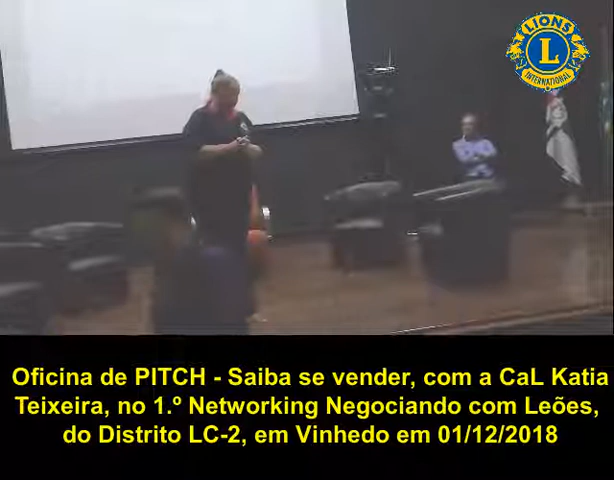 LIONS
L
INTERNATIONAL
Oficina de PITCH - Saiba se vender, com a CaL Katia
Teixeira, no 1.º Networking Negociando com Leões,
do Distrito LC-2, em Vinhedo em 01/12/2018